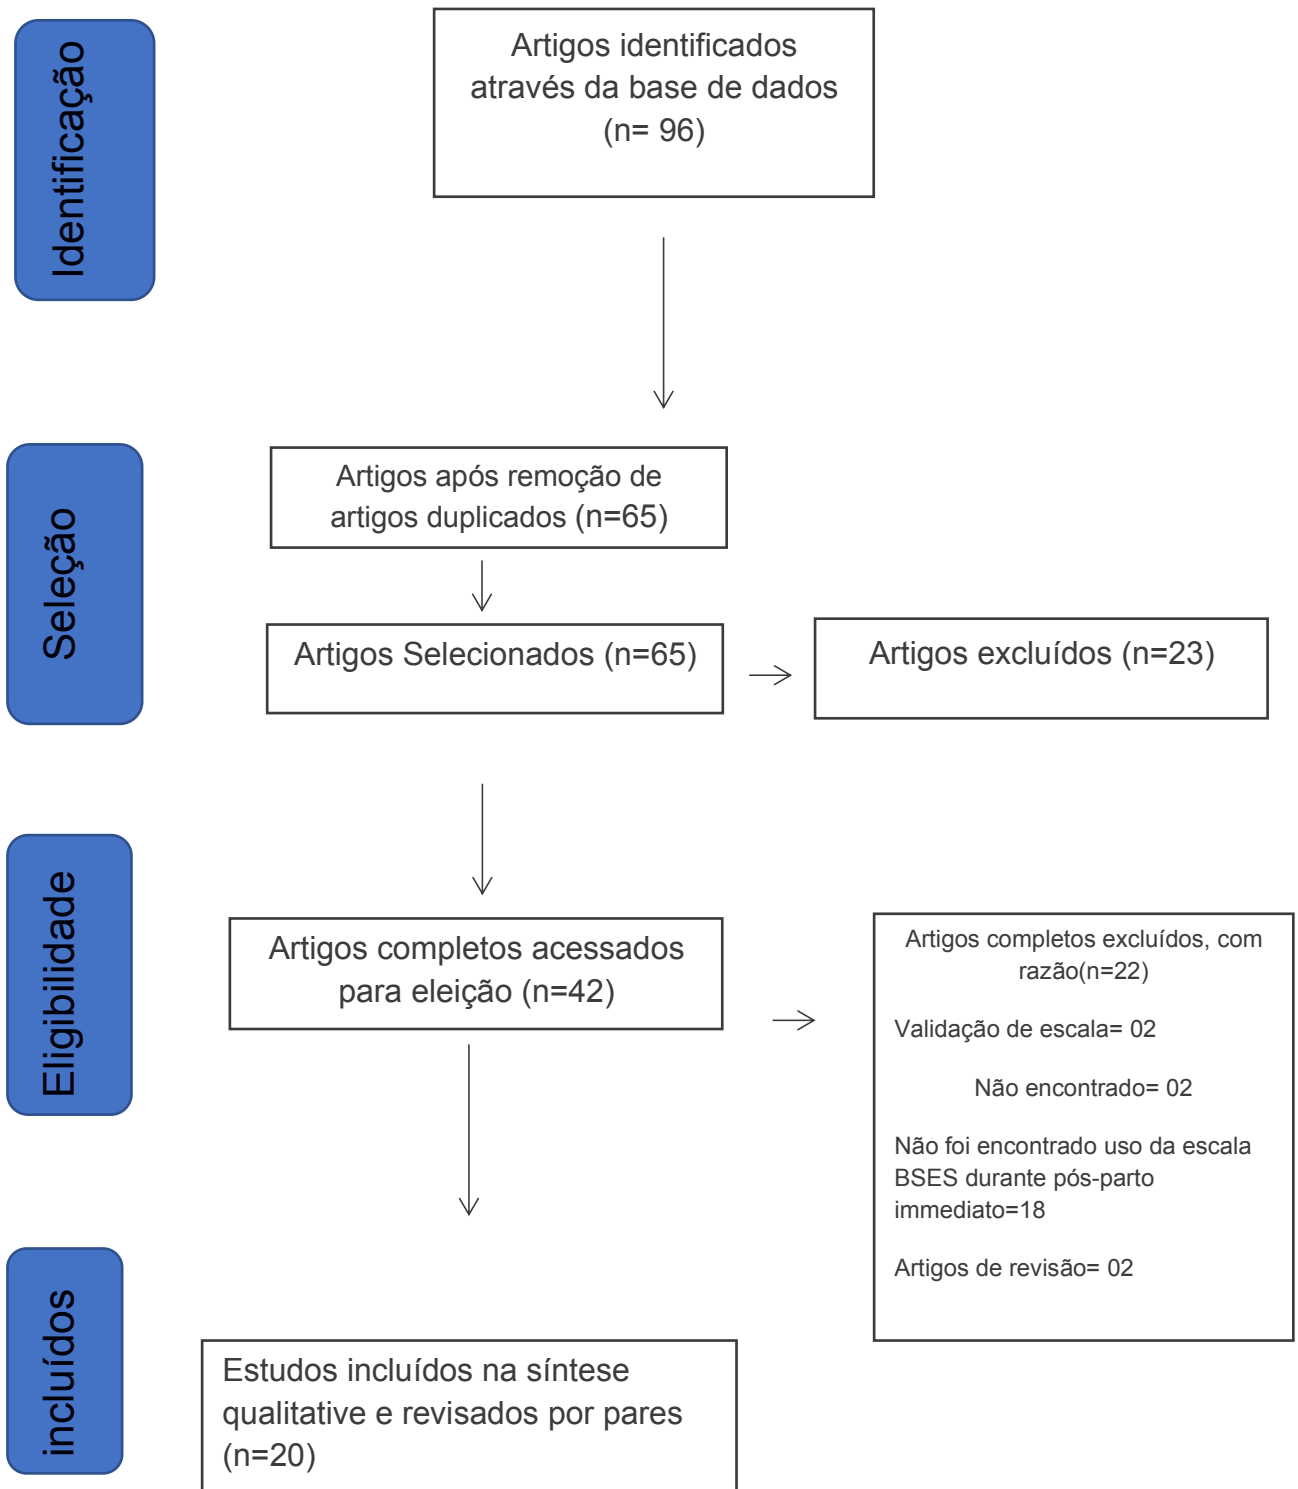 Identificação
Artigos identificados
através da base de dados
(n= 96)
Seleção
Artigos após remoção de
artigos duplicados (n=65)
Artigos Selecionados (n=65)
Artigos excluídos (n=23)
Eligibilidade
Artigos completos acessados
para eleição (n=42)
Artigos completos excluídos, com
razão(n=22)
Validação de escala= 02
Não encontrado= 02
Não foi encontrado uso da escala
BSES durante pós-parto
immediato=18
Artigos de revisão= 02
incluídos
Estudos incluídos na síntese
qualitative e revisados por pares
(n=20)